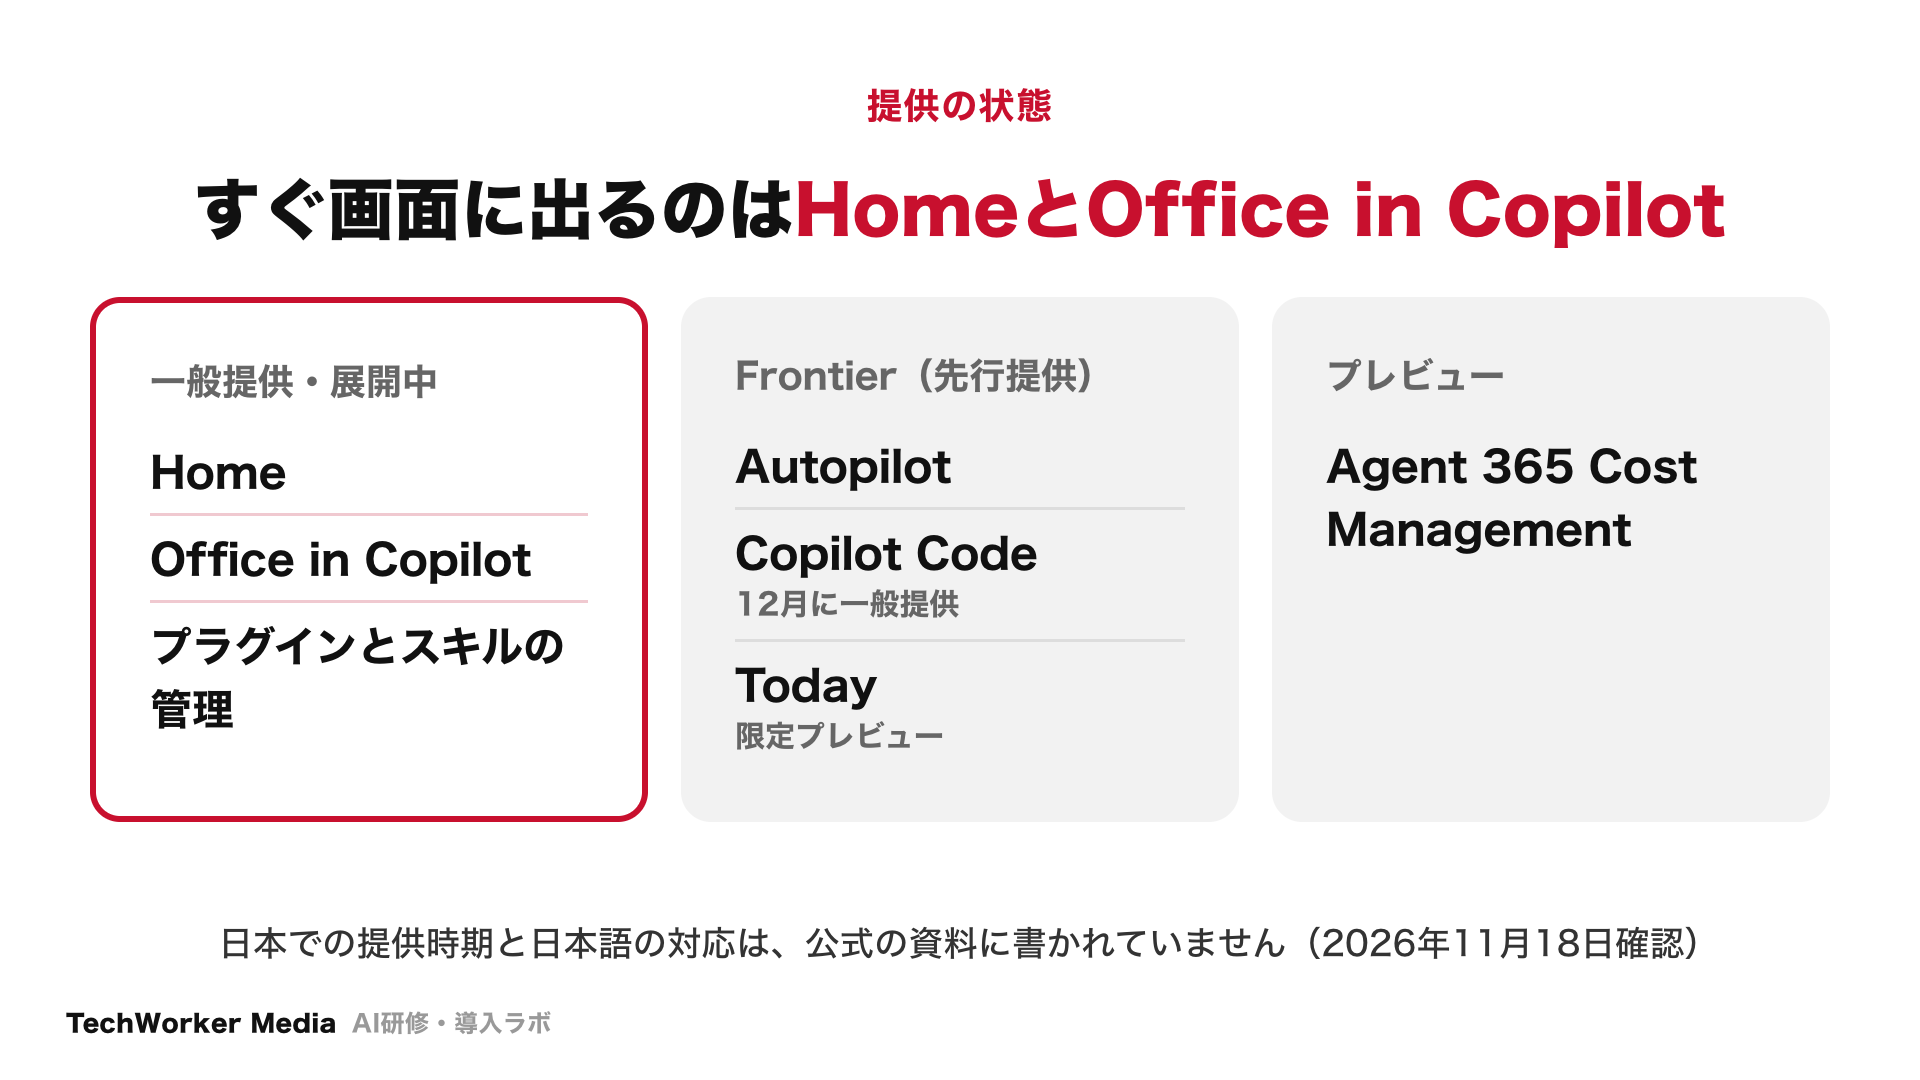 提供の状態
すぐ画面に出るのはHomeとOffice in Copilot
一般提供・展開中
Home
Office in Copilot
プラグインとスキルの
管理
Frontier（先行提供）
Autopilot
Copilot Code
12月に一般提供
Today
限定プレビュー
プレビュー
Agent 365 Cost
Management
日本での提供時期と日本語の対応は、公式の資料に書かれていません（2026年11月18日確認）
TechWorker Media AI研修・導入ラボ